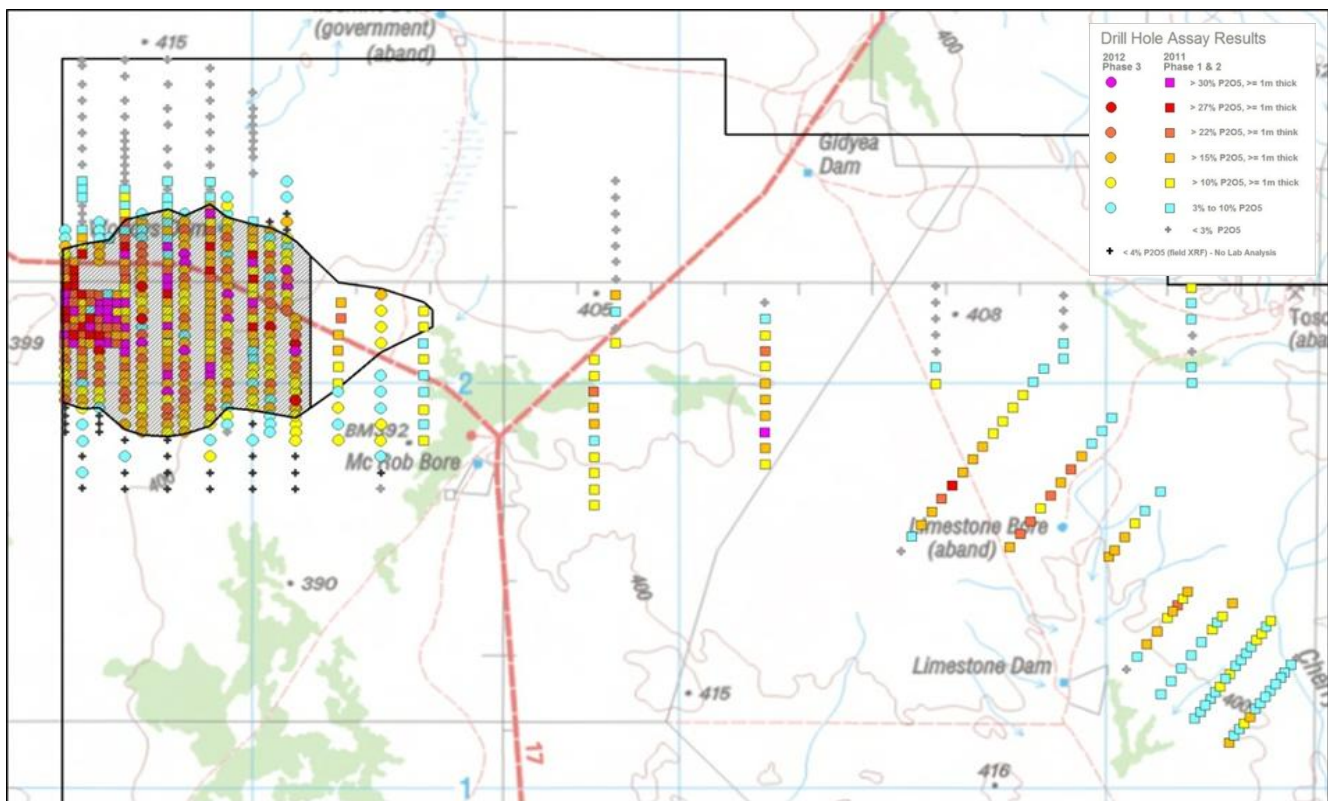 (government)
(aband)
415
400
Gidyea
Dam
Drill Hole Assay Results
2012
Phase 3
2011
Phase 1 & 2
> 30% P2O5, >= 1m thick
> 27% P2O5, >= 1m thick
> 22% P2O5, >= 1m think
> 15% P2O5, >= 1m thick
> 10% P2O5, >= 1m thick
3% to 10% P2O5
< 3% P2O5
< 4% P2O5 (field XRF) - No Lab Analysis
399
405
408
2
BM392
Mc Rob Bore
400
Limestone Bore
(aband)
390
400
Limestone Dam
415
400
17
416
1